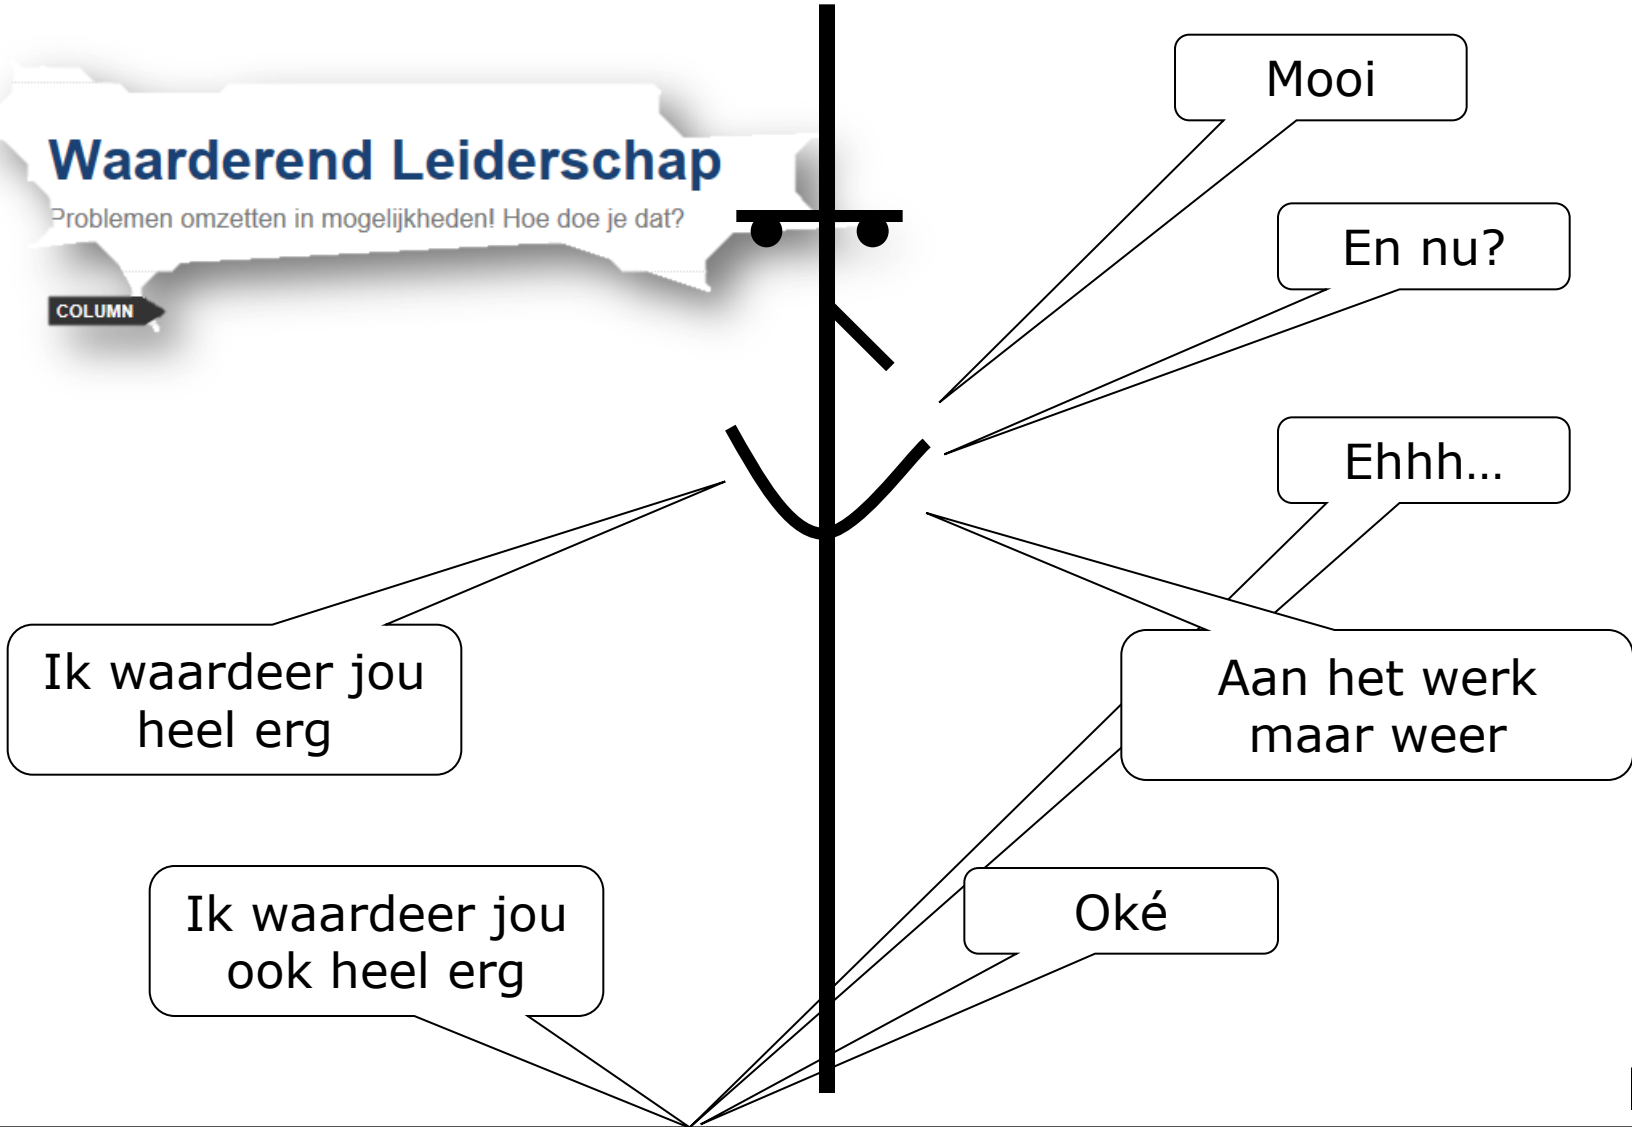 Waarderend Leiderschap
Problemen omzetten in mogelijkheden! Hoe doe je dat?
COLUMN
Ik waardeer jou
heel erg
Ik waardeer jou
ook heel erg
Mooi
En nu?
Ehhh...
Aan het werk
maar weer
Oké